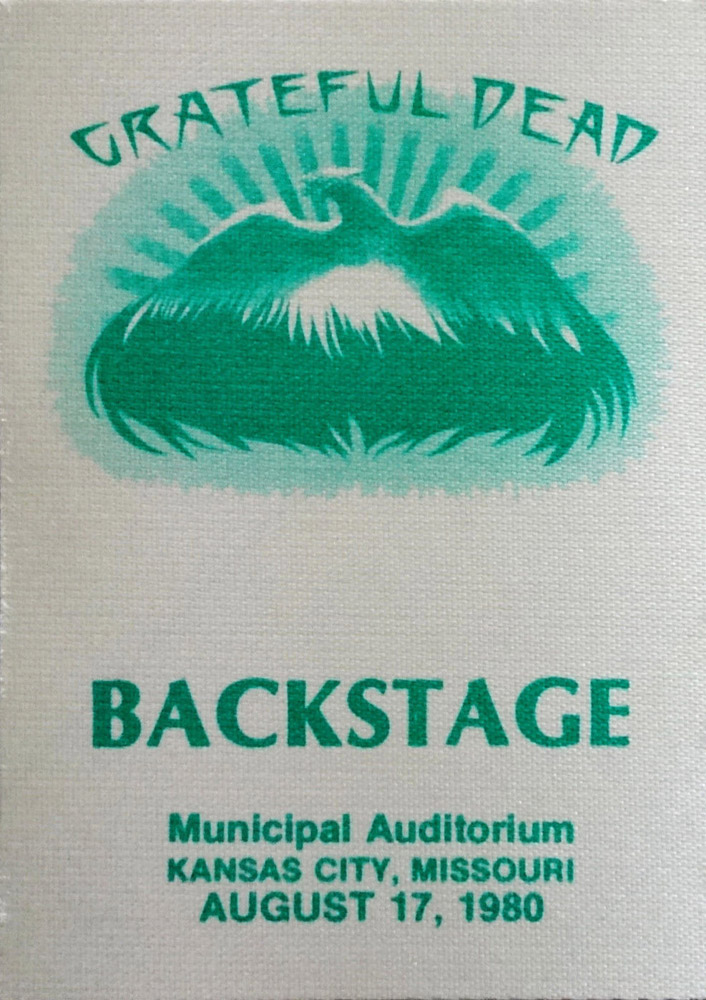 GRATEFUL DEAD
BACKSTAGE
Municipal Auditorium
KANSAS CITY, MISSOURI
AUGUST 17, 1980